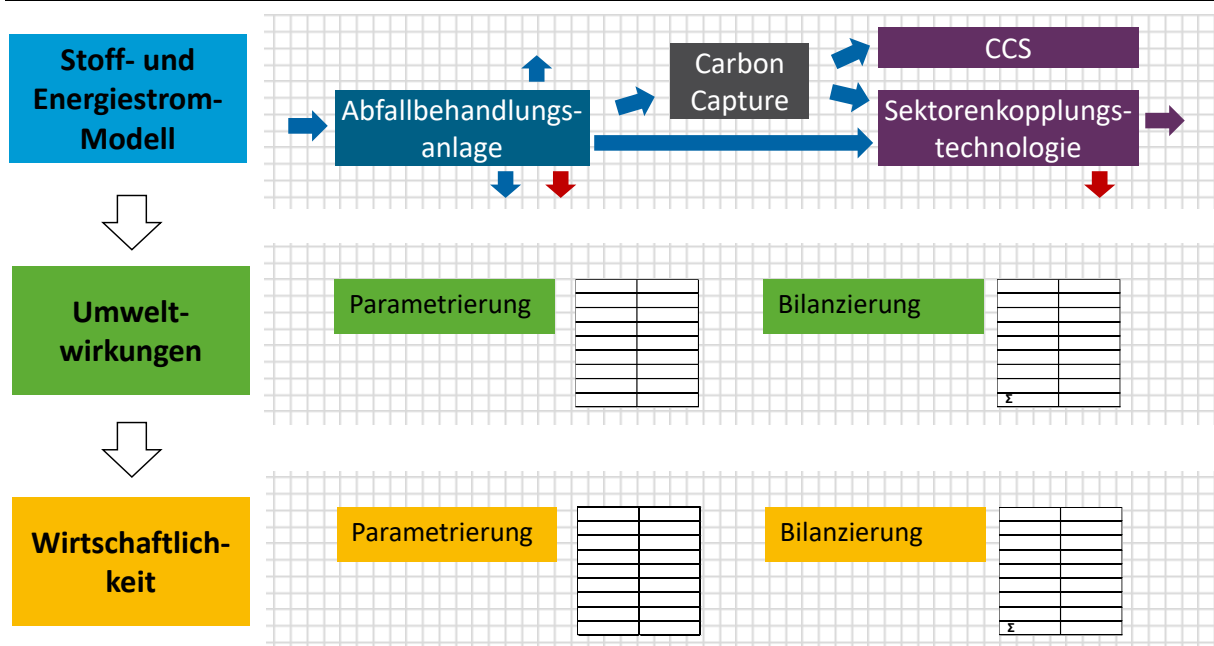 Stoff- und
Energiestrom-
Modell
Abfallbehandlungs-
anlage
Carbon
Capture
CCS
Sektorenkopplungs-
technologie
Umwelt-
wirkungen
Parametrierung
Bilanzierung
Σ
Wirtschaftlich-
keit
Parametrierung
Bilanzierung
Σ